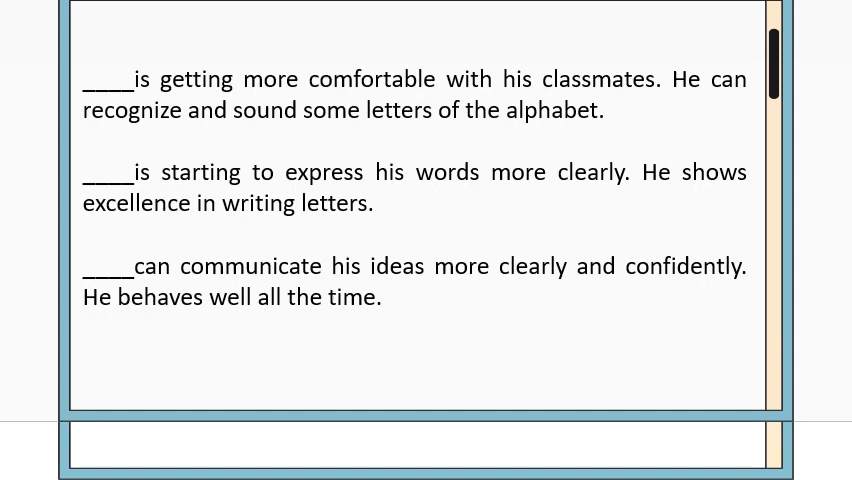 ____is getting more comfortable with his classmates. He can
recognize and sound some letters of the alphabet.
____is starting to express his words more clearly. He shows
excellence in writing letters.
____can communicate his ideas more clearly and confidently.
He behaves well all the time.